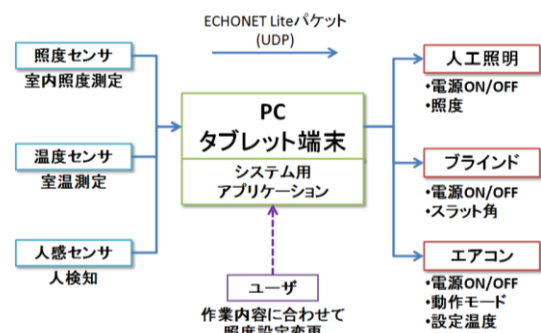 ECHONET Liteパケット
(UDP)
照度センサ
室内照度測定
温度センサ
室温測定
人感センサ
人検知
PC
タブレット端末
システム用
アプリケーション
ユーザ
作業内容に合わせて
照度設定変更
人工照明
・電源ON/OFF
・照度
ブラインド
・電源ON/OFF
・スラット角
エアコン
・電源ON/OFF
・動作モード
・設定温度